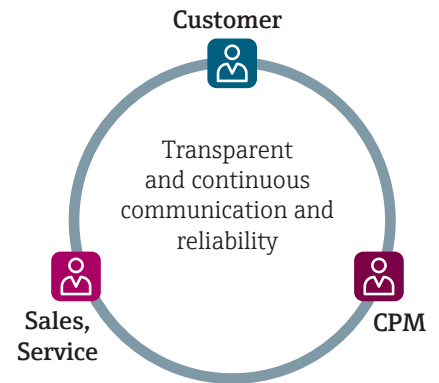 Customer
Transparent
and continuous
communication and
reliability
Sales,
Service
CPM